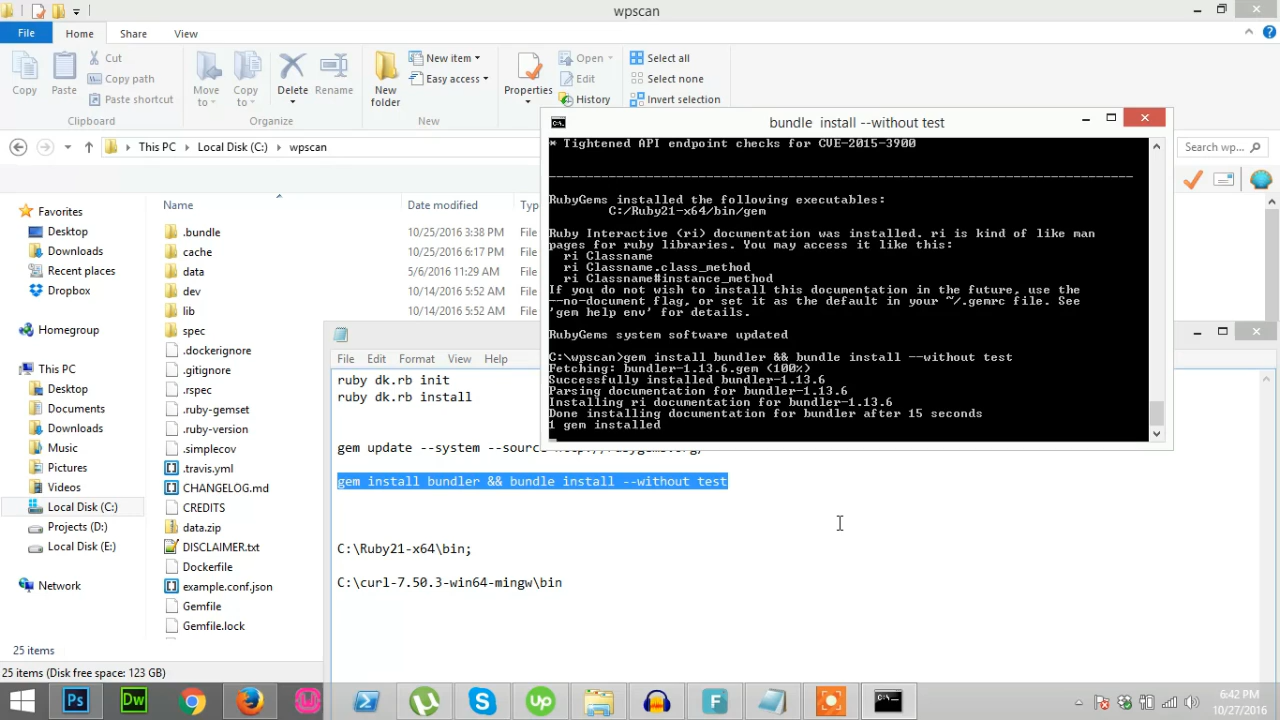 wpscan
File
Home
Share
View
Copy
Paste
Cut
Copy path
Paste shortcut
Clipboard
Move to
Copy to
Delete
Rename
Organize
New folder
New item
Easy access
New
Properties
Open
Edit
History
Select all
Select none
Invert selection
This PC
Local Disk (C:)
wpscan
Search wp...
Favorites
Desktop
Downloads
Recent places
Dropbox
Homegroup
This PC
Desktop
Documents
Downloads
Music
Pictures
Videos
Local Disk (C:)
Projects (D:)
Local Disk (E:)
Network
Name
Date modified
Typ
.bundle
10/25/2016 3:38 PM
File
cache
10/25/2016 6:17 PM
File
data
5/6/2016 11:29 AM
File
dev
10/14/2016 5:52 AM
File
lib
10/14/2016 5:52 AM
File
spec
.dockerignore
.gitignore
.rspec
.ruby-gemset
.ruby-version
.simplecov
.travis.yml
CHANGELOG.md
CREDITS
data.zip
DISCLAIMER.txt
Dockerfile
example.conf.json
Gemfile
Gemfile.lock
25 items
25 items (Disk free space: 123 GB)
bundle  install --without test
* Tightened API endpoint checks for CVE-2015-3900
------------------------------------------------------------------------------
RubyGems installed the following executables:
C:/Ruby21-x64/bin/gem
Ruby Interactive (ri) documentation was installed. ri is kind of like man
pages for ruby libraries. You may access it like this:
ri Classname
ri Classname.class_method
ri Classname#instance_method
If you do not wish to install this documentation in the future, use the
--no-document flag, or set it as the default in your ~/.gemrc file. See
'gem help env' for details.
RubyGems system software updated
C:\wpscan>gem install bundler && bundle install --without test
Fetching: bundler-1.13.6.gem (100%)
Successfully installed bundler-1.13.6
Parsing documentation for bundler-1.13.6
Installing ri documentation for bundler-1.13.6
Done installing documentation for bundler after 15 seconds
1 gem installed
File
Edit
Format
View
Help
ruby dk.rb init
ruby dk.rb install
gem update --system --source
gem install bundler && bundle install --without test
C:\Ruby21-x64\bin;
C:\curl-7.50.3-win64-mingw\bin
Ps
Dw
Up
F
6:42 PM
10/27/2016